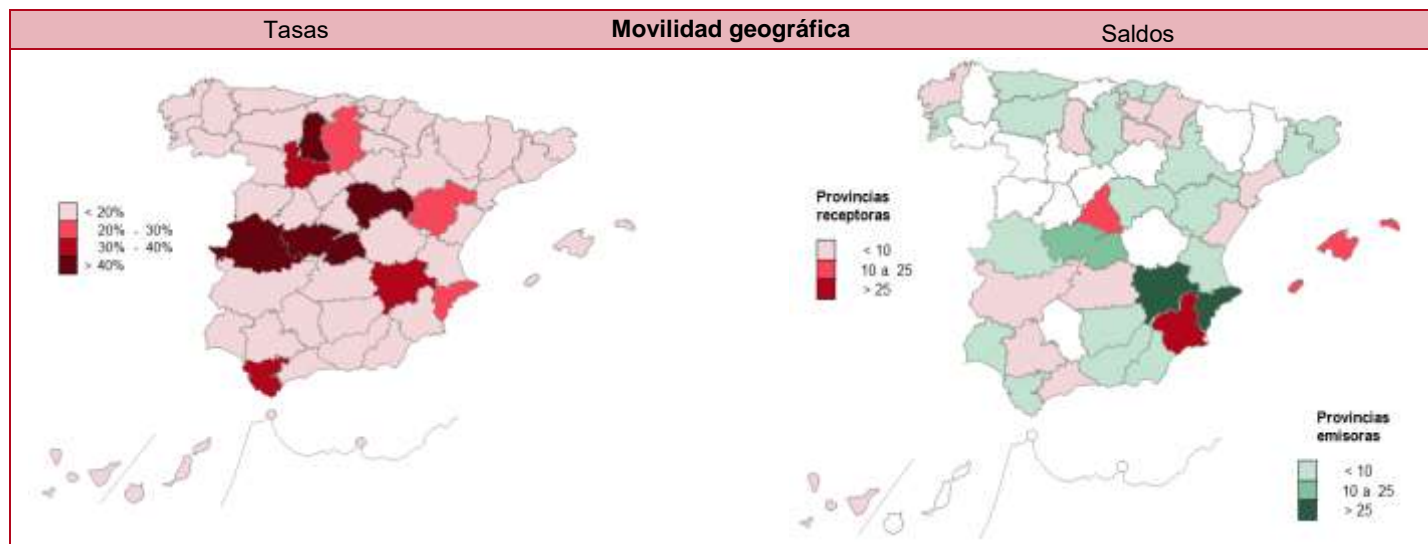 Tasas
Movilidad geográfica
Saldos
< 20%
20% - 30%
30% - 40%
> 40%
Provincias
receptoras
< 10
10 a 25
> 25
Provincias
emisoras
< 10
10 a 25
> 25